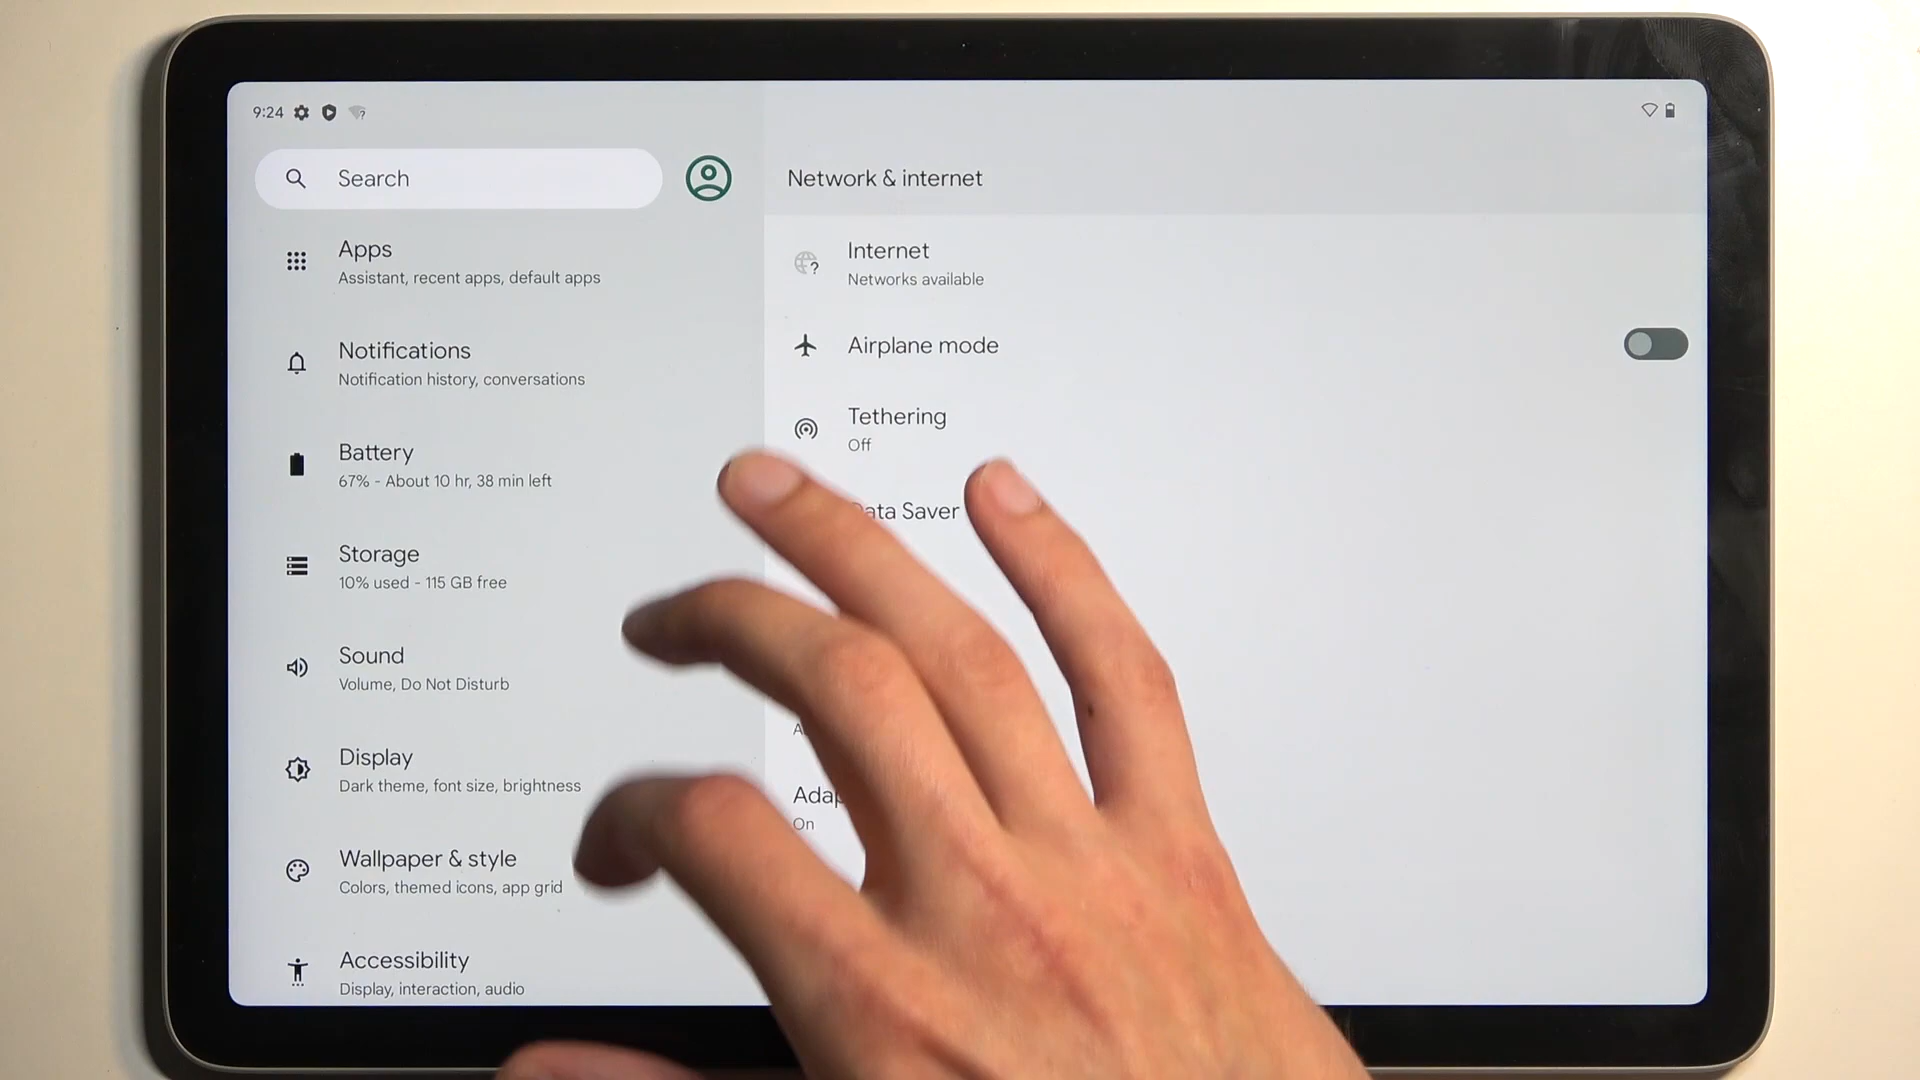 9:24
Search
Apps
Assistant, recent apps, default apps
Notifications
Notification history, conversations
Battery
67% - About 10 hr, 38 min left
Storage
10% used - 115 GB free
Sound
Volume, Do Not Disturb
Display
Dark theme, font size, brightness
Wallpaper & style
Colors, themed icons, app grid
Accessibility
Display, interaction, audio
Network & internet
Internet
Networks available
Airplane mode
Tethering
Off
Data Saver
On